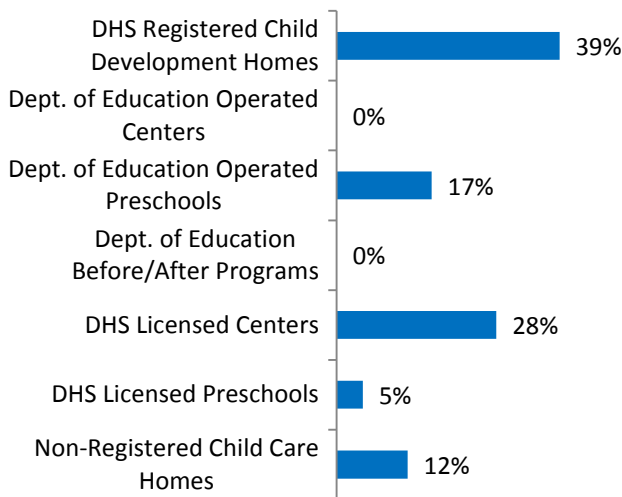 DHS Registered Child
Development Homes
39%
Dept. of Education Operated
Centers
0%
Dept. of Education Operated
Preschools
17%
Dept. of Education
Before/After Programs
0%
DHS Licensed Centers
28%
DHS Licensed Preschools
5%
Non-Registered Child Care
Homes
12%